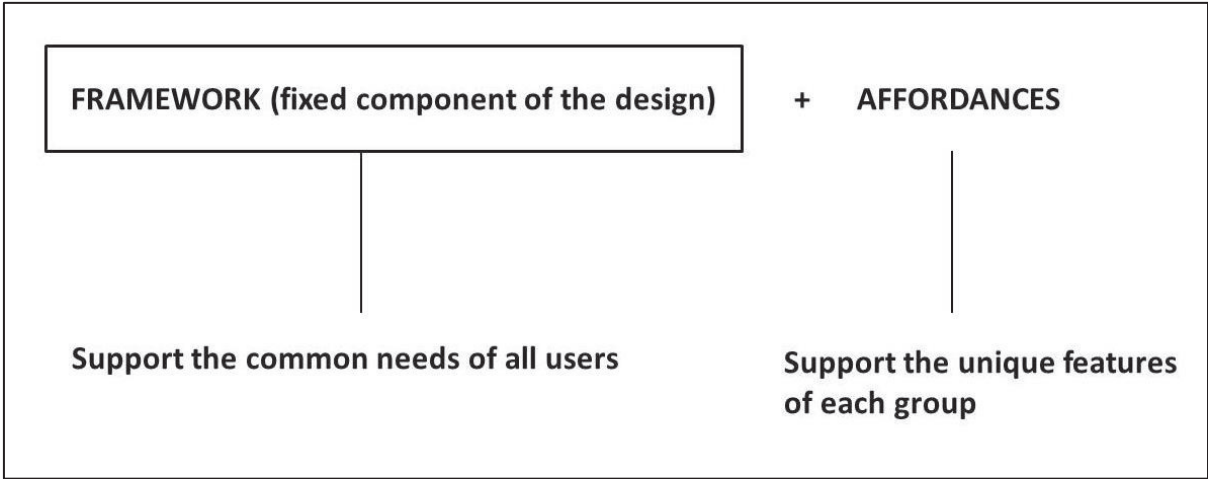 FRAMEWORK (fixed component of the design) + AFFORDANCES
Support the common needs of all users
Support the unique features
of each group